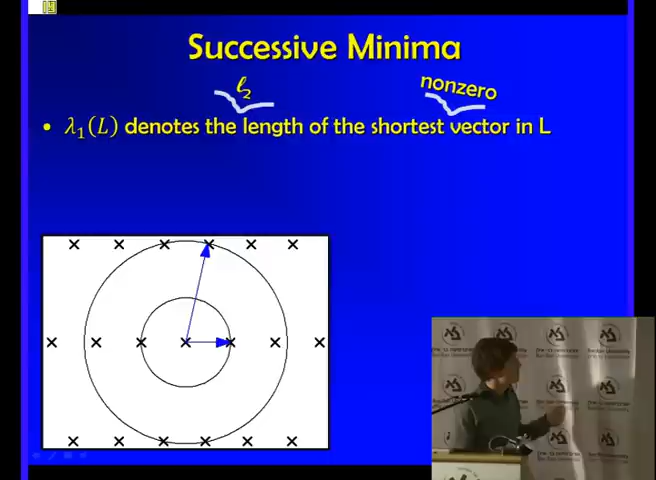 Successive Minima
ℓ₂ nonzero
• λ₁(L) denotes the length of the shortest vector in L